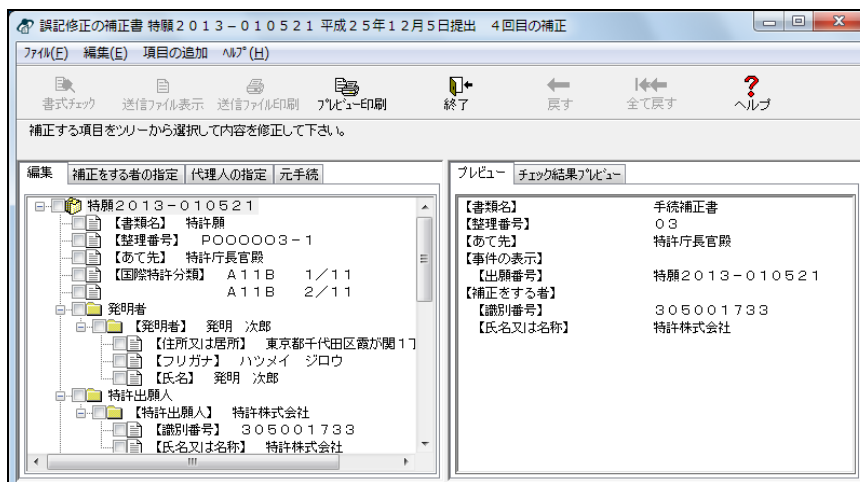 誤記修正の補正書 特願２０１３－０１０５２１ 平成２５年１２月５日提出　４回目の補正
ﾌｧｲﾙ(F)　編集(E)　項目の追加　ﾍﾙﾌﾟ(H)
書式ﾁｪｯｸ　送信ﾌｧｲﾙ表示　送信ﾌｧｲﾙ印刷　ﾌﾟﾚﾋﾞｭｰ印刷　終了　戻す　全て戻す　ヘルプ
補正する項目をツリーから選択して内容を修正して下さい。
編集　補正をする者の指定　代理人の指定　元手続
特願２０１３－０１０５２１
【書類名】　特許願
【整理番号】　Ｐ０００００３－１
【あて先】　特許庁長官殿
【国際特許分類】　Ａ１１Ｂ　　１／１１
Ａ１１Ｂ　　２／１１
発明者
【発明者】　発明　次郎
【住所又は居所】　東京都千代田区霞が関１丁
【フリガナ】　ハツメイ　ジロウ
【氏名】　発明　次郎
特許出願人
【特許出願人】　特許株式会社
【識別番号】　３０５００１７３３
【氏名又は名称】　特許株式会社
プレビュー　ﾁｪｯｸ結果ﾌﾟﾚﾋﾞｭｰ
【書類名】　手続補正書
【整理番号】　０３
【あて先】　特許庁長官殿
【事件の表示】
【出願番号】　特願２０１３－０１０５２１
【補正をする者】
【識別番号】　３０５００１７３３
【氏名又は名称】　特許株式会社